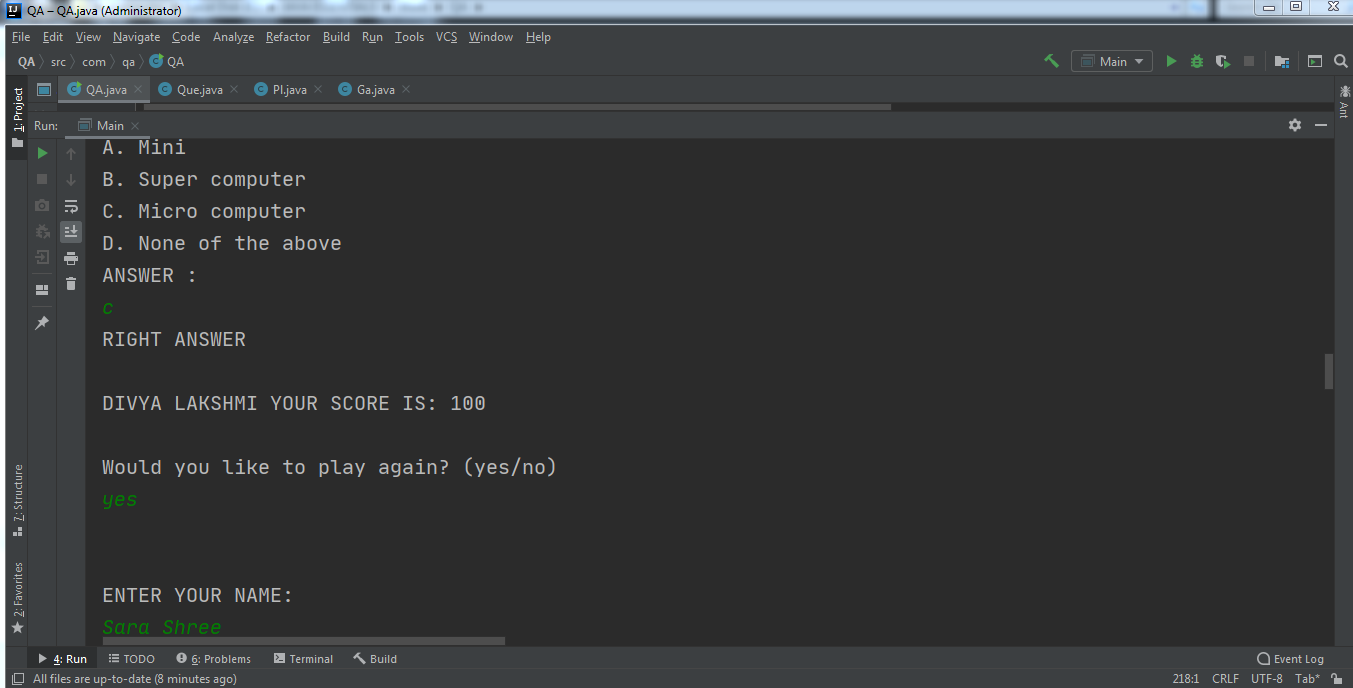 QA – QA.java (Administrator)
File Edit View Navigate Code Analyze Refactor Build Run Tools VCS Window Help
QA src com qa QA
Main
1: Project
QA.java Que.java Pl.java Ga.java
Ant
Run: Main
A. Mini
B. Super computer
C. Micro computer
D. None of the above
ANSWER :
c
RIGHT ANSWER
DIVYA LAKSHMI YOUR SCORE IS: 100
Would you like to play again? (yes/no)
yes
7: Structure
2: Favorites
ENTER YOUR NAME:
Sara Shree
4: Run TODO 6: Problems Terminal Build Event Log
All files are up-to-date (8 minutes ago) 218:1 CRLF UTF-8 Tab*